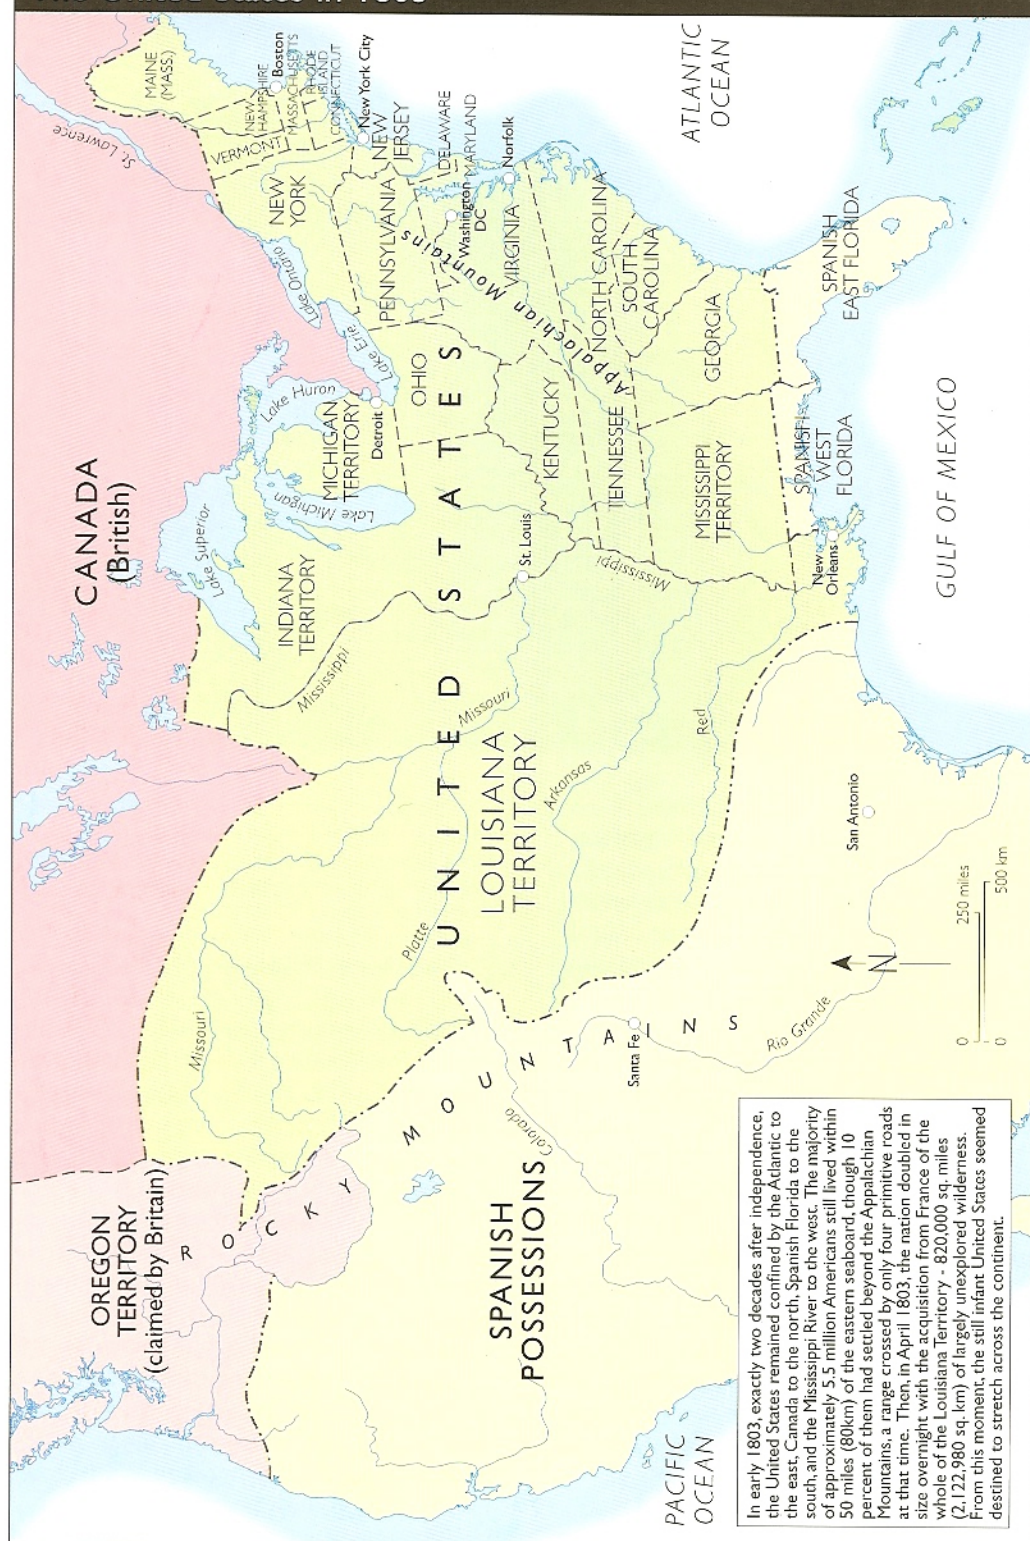 CANADA
(British)
OREGON
TERRITORY
(claimed by Britain)
St. Lawrence
MAINE
(MASS.)
NEW
HAMPSHIRE
VERMONT
Boston
MASSACHUSETTS
RHODE
ISLAND
CONNECTICUT
New York City
NEW
YORK
NEW
JERSEY
PENNSYLVANIA
DELAWARE
MARYLAND
Washington
DC
Norfolk
VIRGINIA
NORTH CAROLINA
SOUTH
CAROLINA
GEORGIA
Appalachian Mountains
Lake Ontario
Lake Erie
Lake Huron
Lake Michigan
Lake Superior
MICHIGAN
TERRITORY
Detroit
OHIO
INDIANA
TERRITORY
KENTUCKY
TENNESSEE
MISSISSIPPI
TERRITORY
SPANISH
WEST
FLORIDA
SPANISH
EAST FLORIDA
New
Orleans
St. Louis
Mississippi
Mississippi
UNITED STATES
LOUISIANA
TERRITORY
Missouri
Missouri
Platte
Arkansas
Red
ROCKY MOUNTAINS
Colorado
Santa Fe
Rio Grande
San Antonio
SPANISH
POSSESSIONS
PACIFIC
OCEAN
ATLANTIC
OCEAN
GULF OF MEXICO
N
0 250 miles
0 500 km
In early 1803, exactly two decades after independence,
the United States remained confined by the Atlantic to
the east, Canada to the north, Spanish Florida to the
south, and the Mississippi River to the west. The majority
of approximately 5.5 million Americans still lived within
50 miles (80km) of the eastern seaboard, though 10
percent of them had settled beyond the Appalachian
Mountains, a range crossed by only four primitive roads
at that time. Then, in April 1803, the nation doubled in
size overnight with the acquisition from France of the
whole of the Louisiana Territory - 820,000 sq. miles
(2,122,980 sq. km) of largely unexplored wilderness.
From this moment, the still infant United States seemed
destined to stretch across the continent.